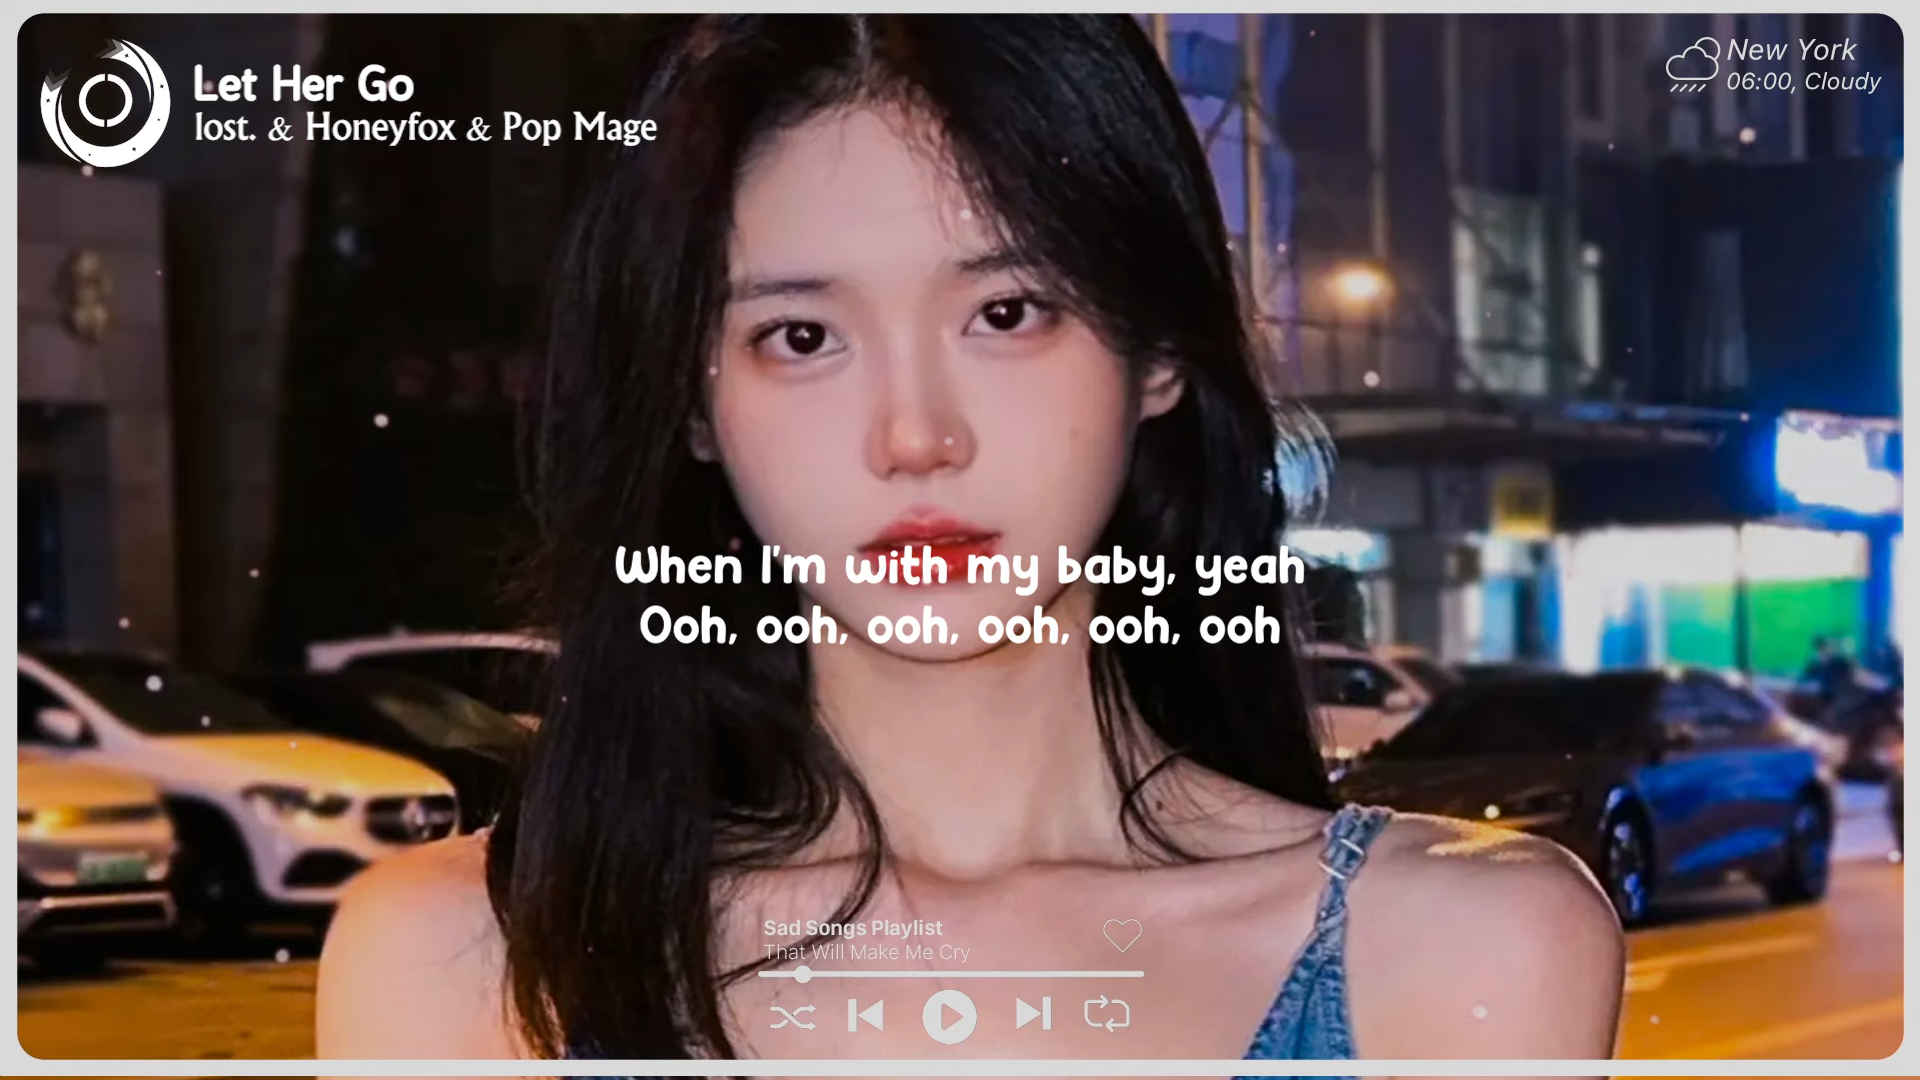 Let Her Go
lost. & Honeyfox & Pop Mage
New York
06:00, Cloudy
When I'm with my baby, yeah
Ooh, ooh, ooh, ooh, ooh, ooh
Sad Songs Playlist
That Will Make Me Cry